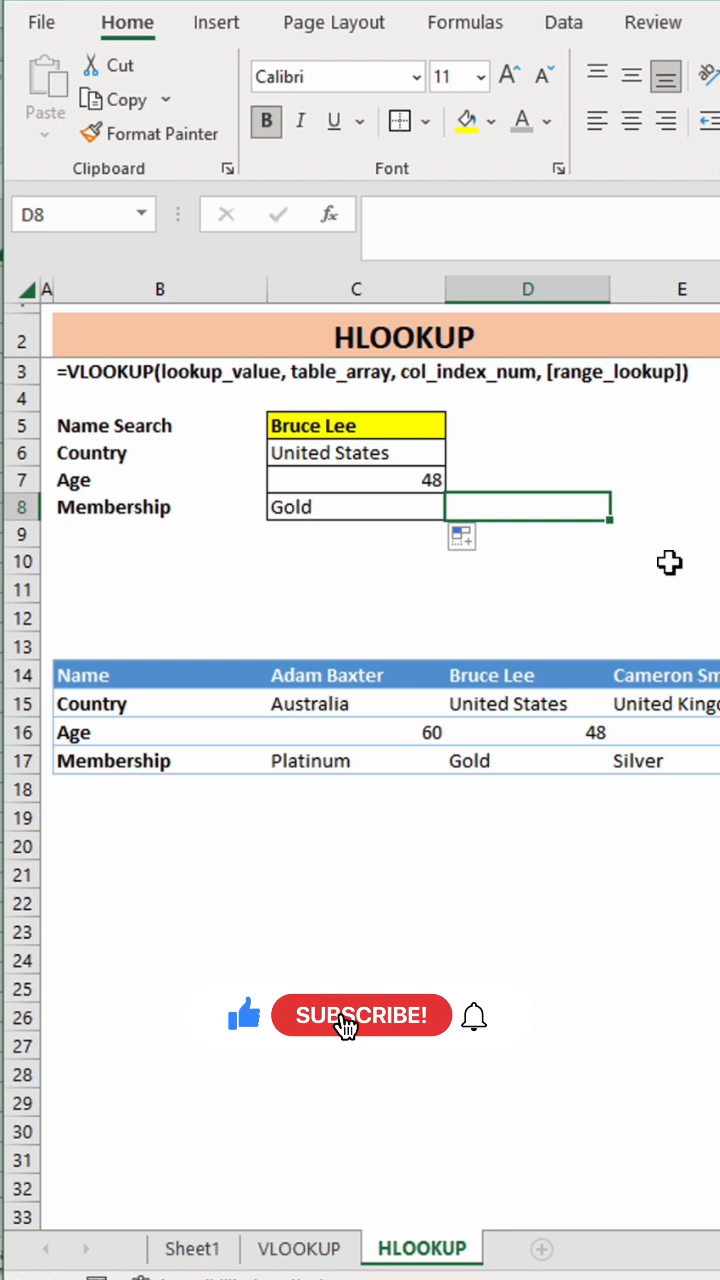 File Home Insert Page Layout Formulas Data Review
Cut
Copy
Paste
Format Painter
Calibri 11
B I U
Clipboard Font
D8 fx
A B C D E
2 HLOOKUP
3 =VLOOKUP(lookup_value, table_array, col_index_num, [range_lookup])
4
5 Name Search Bruce Lee
6 Country United States
7 Age 48
8 Membership Gold
9
10
11
12
13
14 Name Adam Baxter Bruce Lee Cameron Sm
15 Country Australia United States United Kingd
16 Age 60 48
17 Membership Platinum Gold Silver
18
19
20
21
22
23
24
25
26 SUBSCRIBE!
27
28
29
30
31
32
33
Sheet1 VLOOKUP HLOOKUP